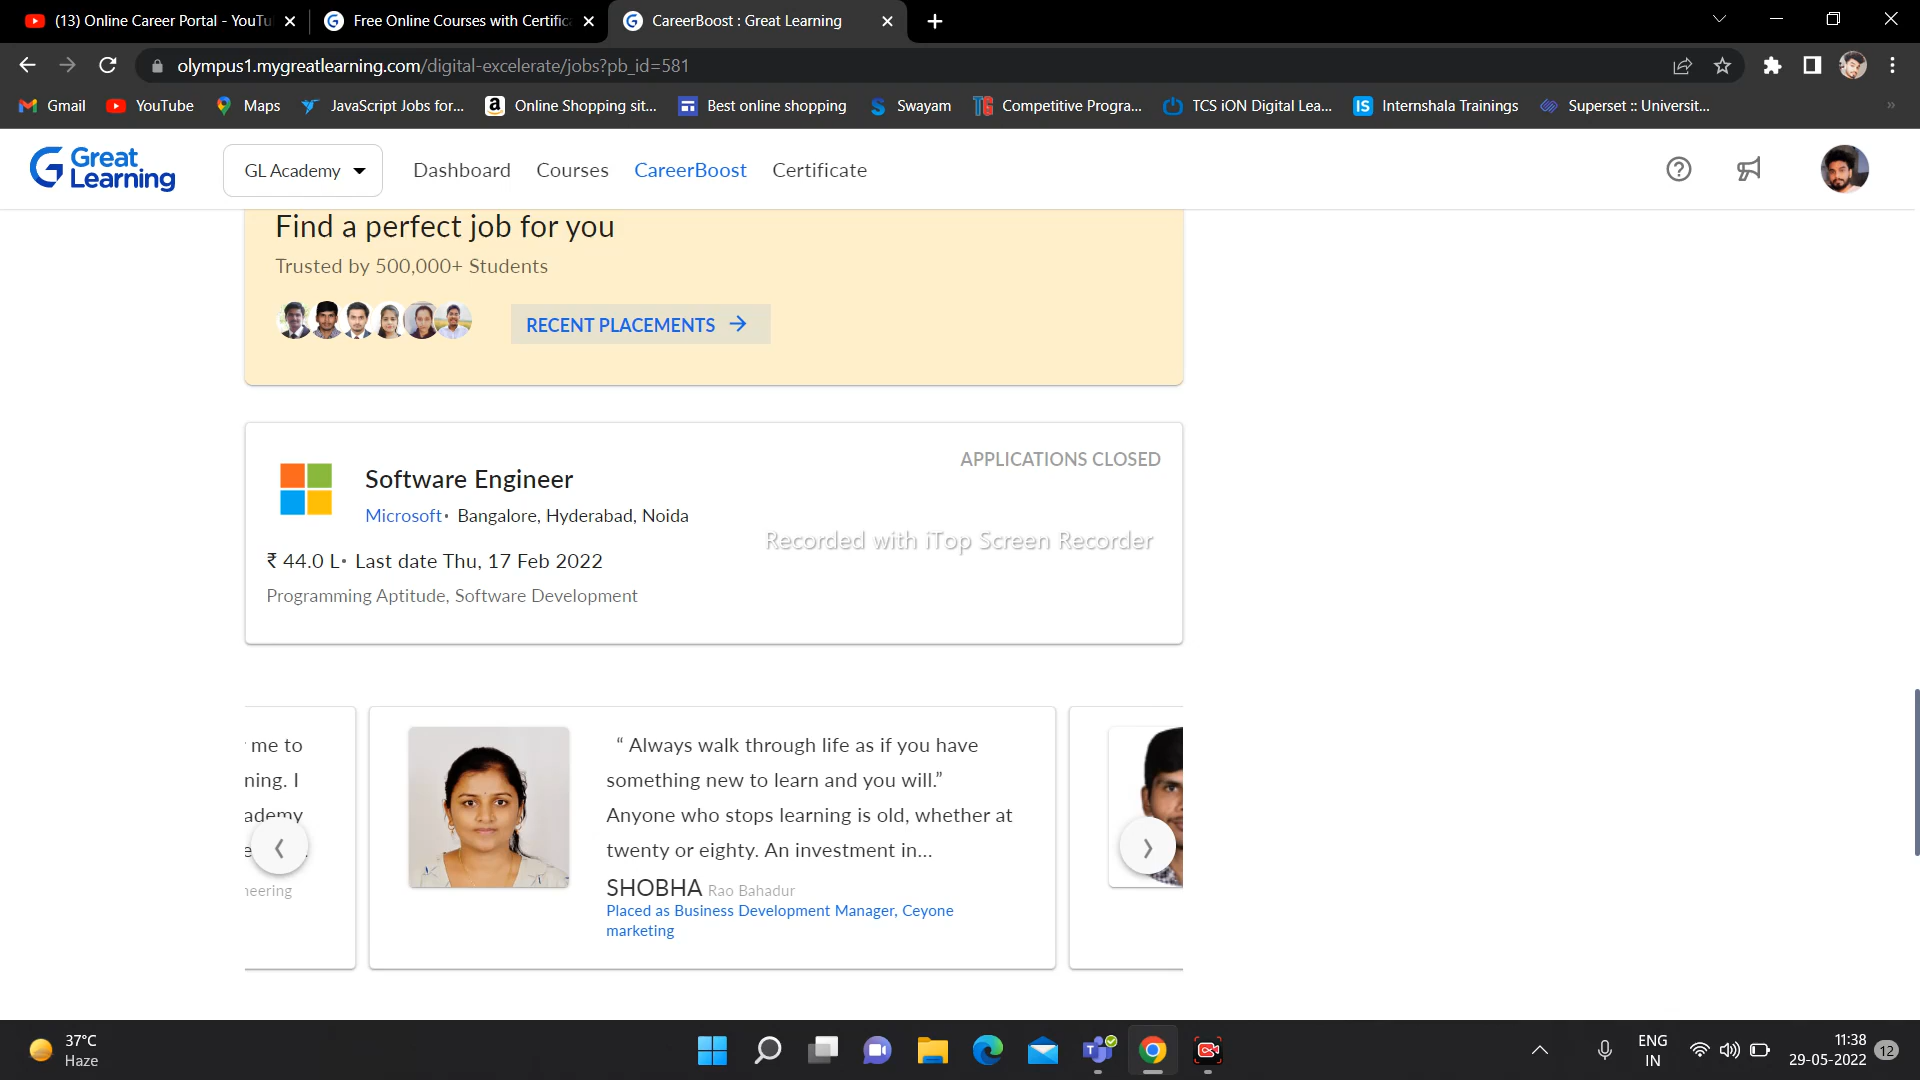 (13) Online Career Portal - YouTu
Free Online Courses with Certific
CareerBoost : Great Learning
olympus1.mygreatlearning.com/digital-excelerate/jobs?pb_id=581
Gmail
YouTube
Maps
JavaScript Jobs for...
Online Shopping sit...
Best online shopping
Swayam
Competitive Progra...
TCS iON Digital Lea...
Internshala Trainings
Superset :: Universit...
Great
Learning
GL Academy
Dashboard
Courses
CareerBoost
Certificate
Find a perfect job for you
Trusted by 500,000+ Students
RECENT PLACEMENTS
APPLICATIONS CLOSED
Software Engineer
Microsoft• Bangalore, Hyderabad, Noida
Recorded with iTop Screen Recorder
₹ 44.0 L• Last date Thu, 17 Feb 2022
Programming Aptitude, Software Development
me to
ning. I
ademy
neering
“ Always walk through life as if you have
something new to learn and you will.”
Anyone who stops learning is old, whether at
twenty or eighty. An investment in...
SHOBHA Rao Bahadur
Placed as Business Development Manager, Ceyone
marketing
37°C
Haze
ENG
IN
11:38
29-05-2022
12